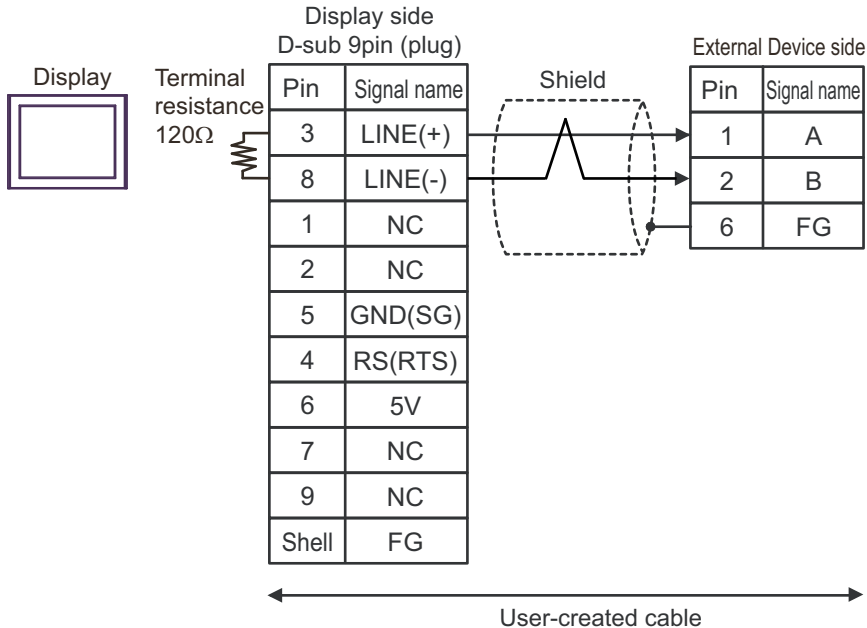 Display side
D-sub 9pin (plug)
External Device side
Display
Terminal
resistance
120Ω
Shield
Pin Signal name
3 LINE(+)
8 LINE(-)
1 NC
2 NC
5 GND(SG)
4 RS(RTS)
6 5V
7 NC
9 NC
Shell FG
Pin Signal name
1 A
2 B
6 FG
User-created cable